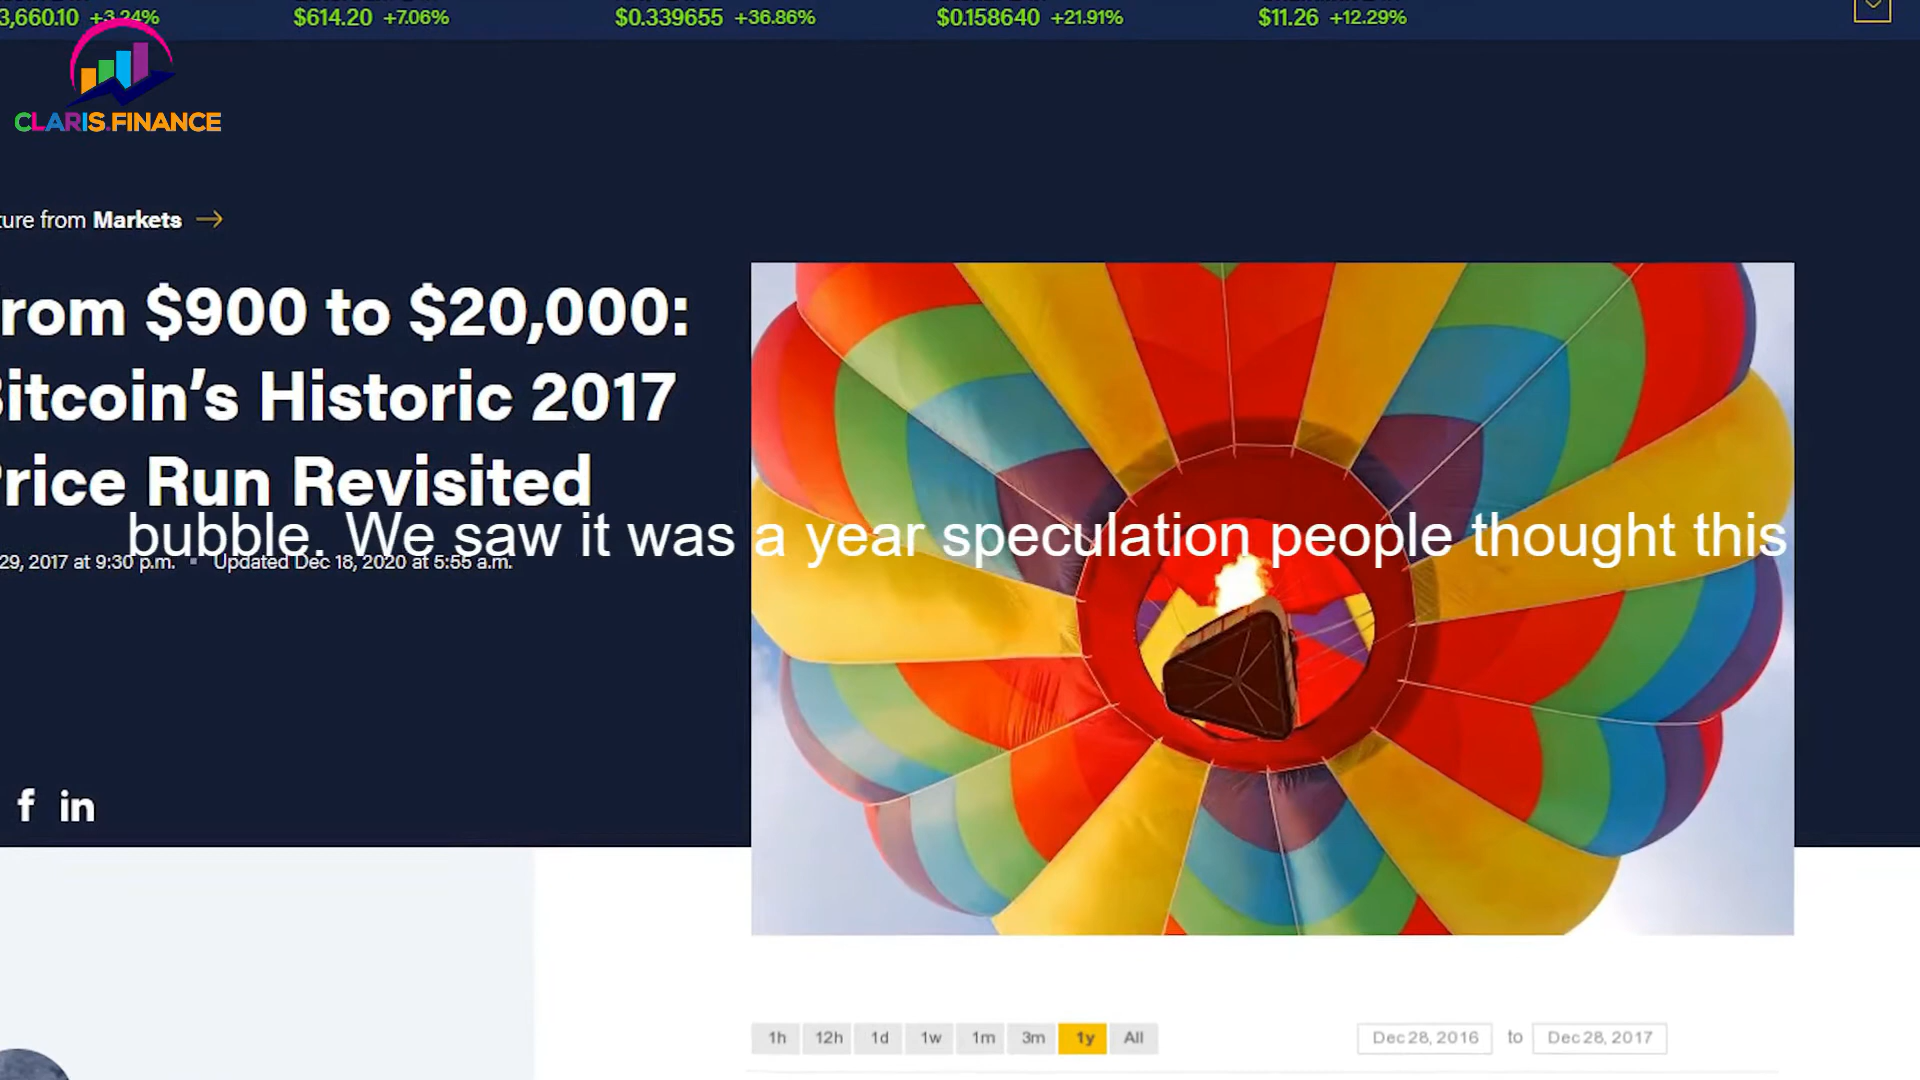 3,660.10 +3.24% $614.20 +7.06% $0.339655 +36.86% $0.158640 +21.91% $11.26 +12.29%
CLARIS.FINANCE
ture from Markets
rom $900 to $20,000:
Bitcoin's Historic 2017
Price Run Revisited
bubble. We saw it was a year speculation people thought this
29, 2017 at 9:30 p.m. Updated Dec 18, 2020 at 5:55 a.m.
f in
1h 12h 1d 1w 1m 3m 1y All Dec 28, 2016 to Dec 28, 2017